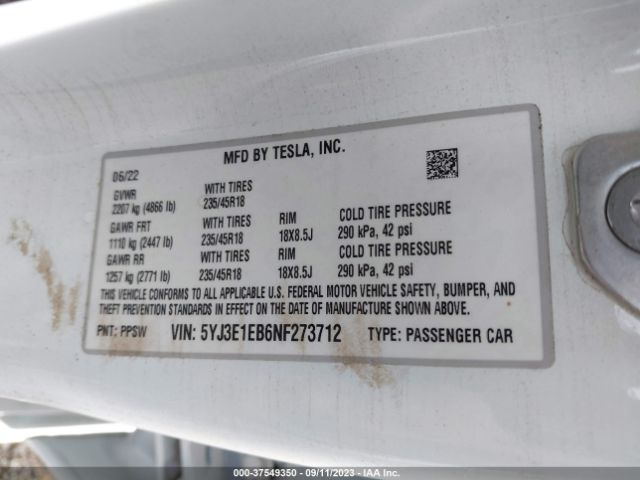 MFD BY TESLA, INC.
06/22
GVWR WITH TIRES
2207 kg (4866 lb) 235/45R18
GAWR FRT WITH TIRES RIM COLD TIRE PRESSURE
1110 kg (2447 lb) 235/45R18 18X8.5J 290 kPa, 42 psi
GAWR RR WITH TIRES RIM COLD TIRE PRESSURE
1257 kg (2771 lb) 235/45R18 18X8.5J 290 kPa, 42 psi
THIS VEHICLE CONFORMS TO ALL APPLICABLE U.S. FEDERAL MOTOR VEHICLE SAFETY, BUMPER, AND
THEFT PREVENTION STANDARDS IN EFFECT ON THE DATE OF MANUFACTURE SHOWN ABOVE.
PNT: PPSW VIN: 5YJ3E1EB6NF273712 TYPE: PASSENGER CAR
000-37549350 - 09/11/2023 - IAA Inc.